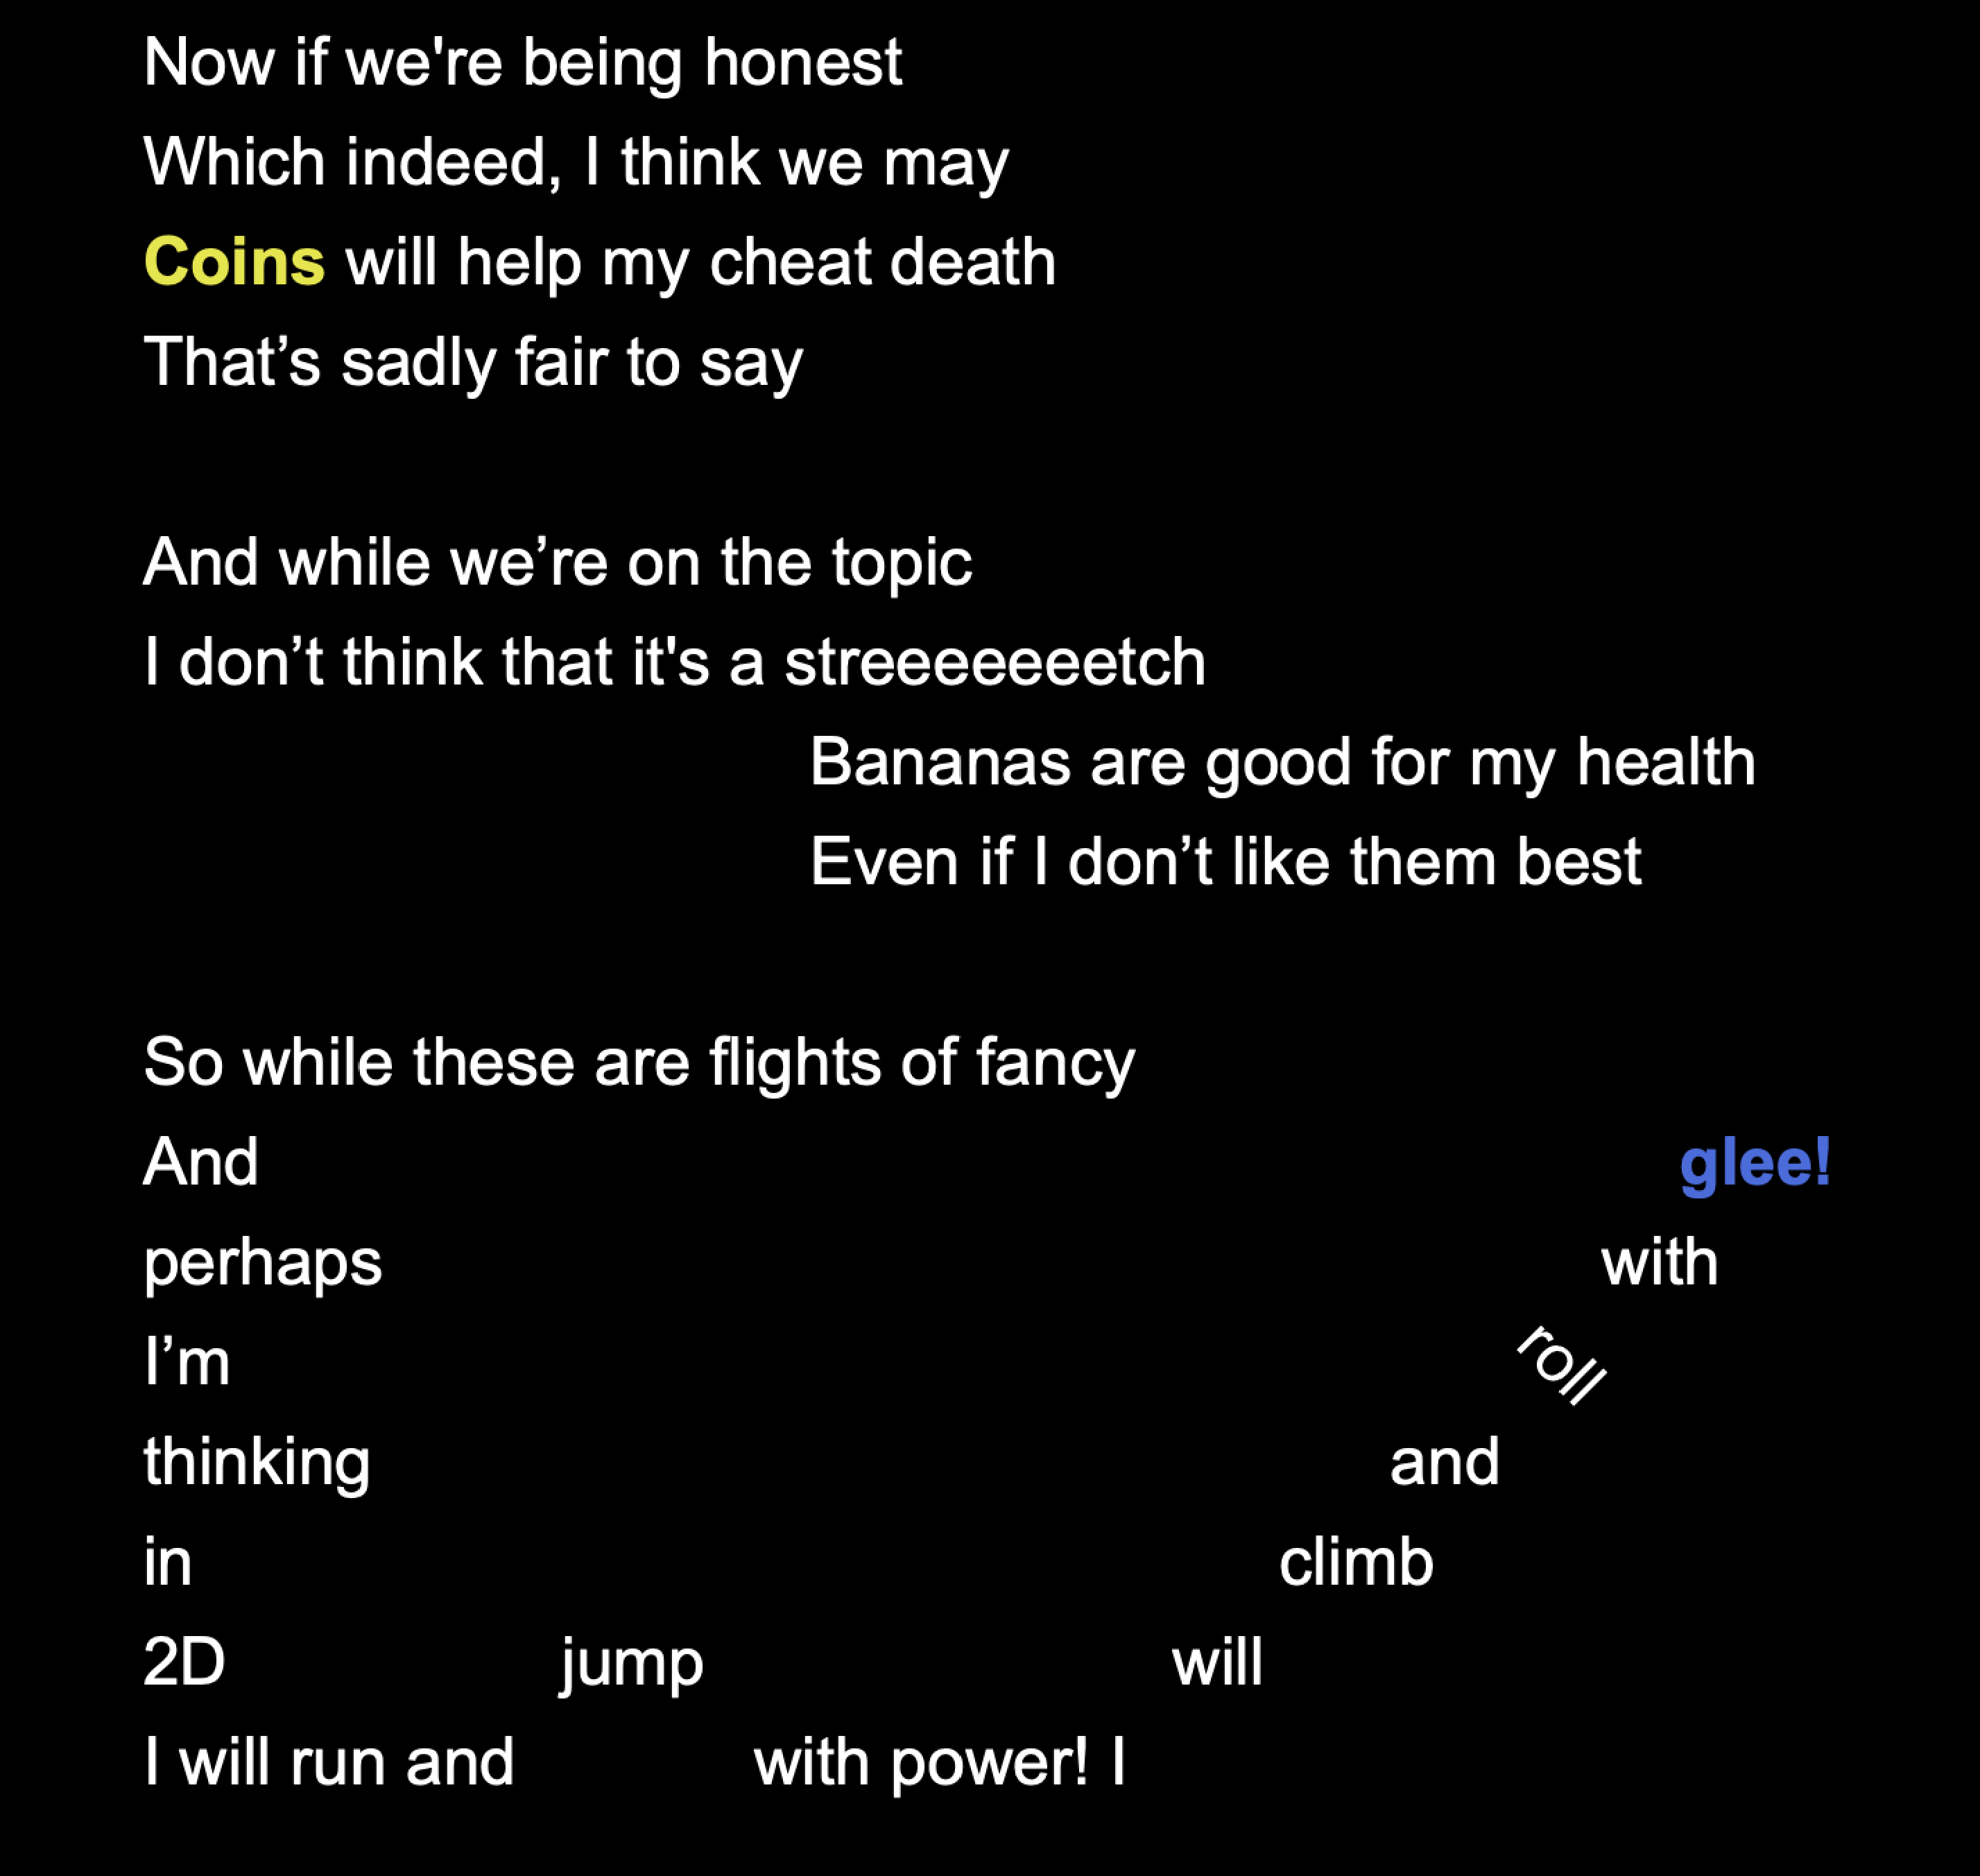 Now if we're being honest
Which indeed, I think we may
Coins will help my cheat death
That’s sadly fair to say
And while we’re on the topic
I don’t think that it's a streeeeeeeetch
Bananas are good for my health
Even if I don’t like them best
So while these are flights of fancy
And
perhaps
I’m
thinking
in
2D
I will run and
jump
with power! I
will
climb
and
roll
with
glee!